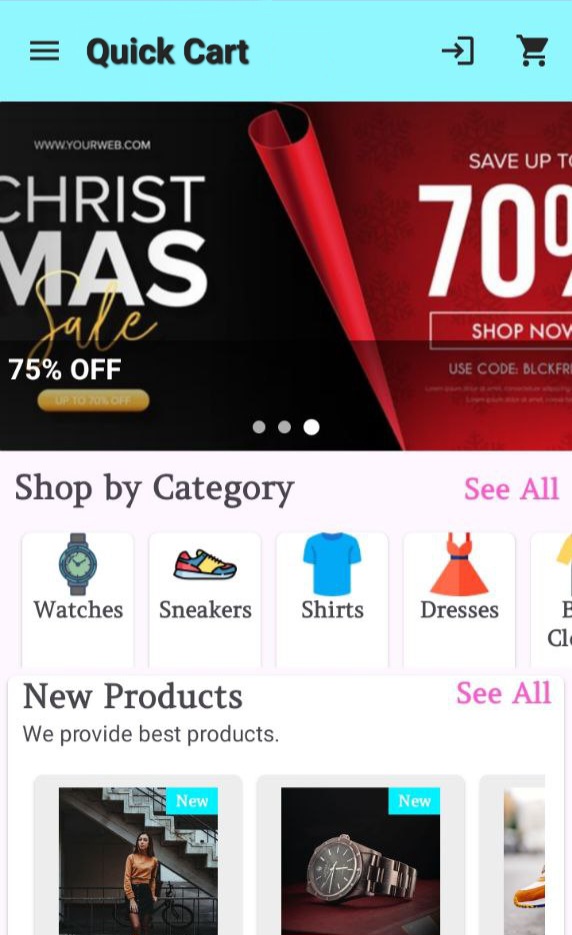 Quick Cart
WWW.YOURWEB.COM
CHRIST
MAS
Sale
75% OFF
UP TO 70% OFF
SAVE UP TO
70%
SHOP NOW
USE CODE: BLCKFRI
Shop by Category
See All
Watches
Sneakers
Shirts
Dresses
B
Clo
New Products
See All
We provide best products.
New
New